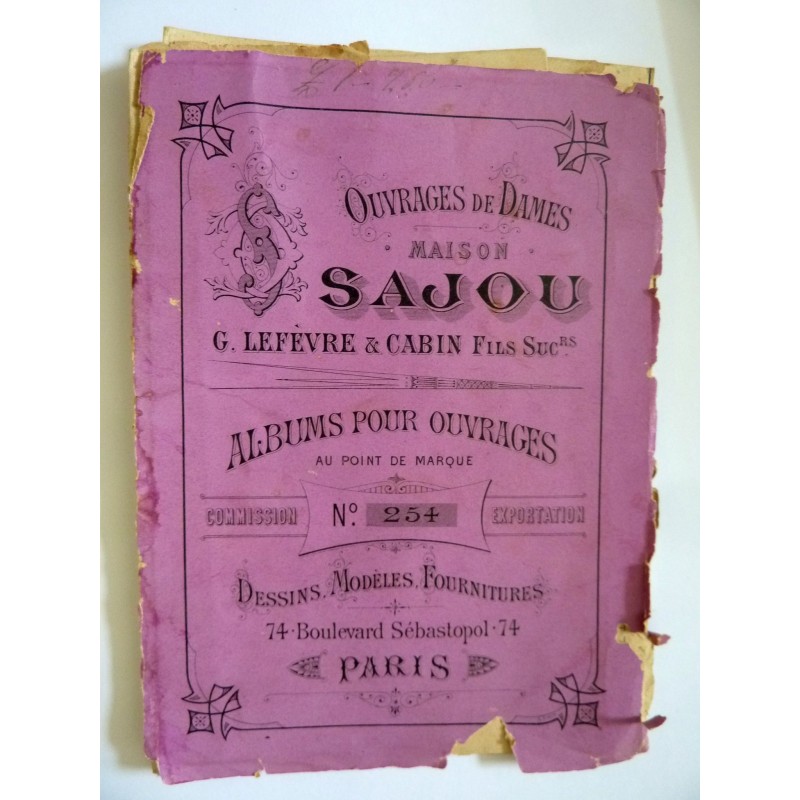 OUVRAGES DE DAMES
MAISON
SAJOU
G. LEFÈVRE & CABIN FILS SUCRS
ALBUMS POUR OUVRAGES
AU POINT DE MARQUE
COMMISSION
No. 254
EXPORTATION
DESSINS. MODÈLES. FOURNITURES
74 · Boulevard Sébastopol · 74
PARIS